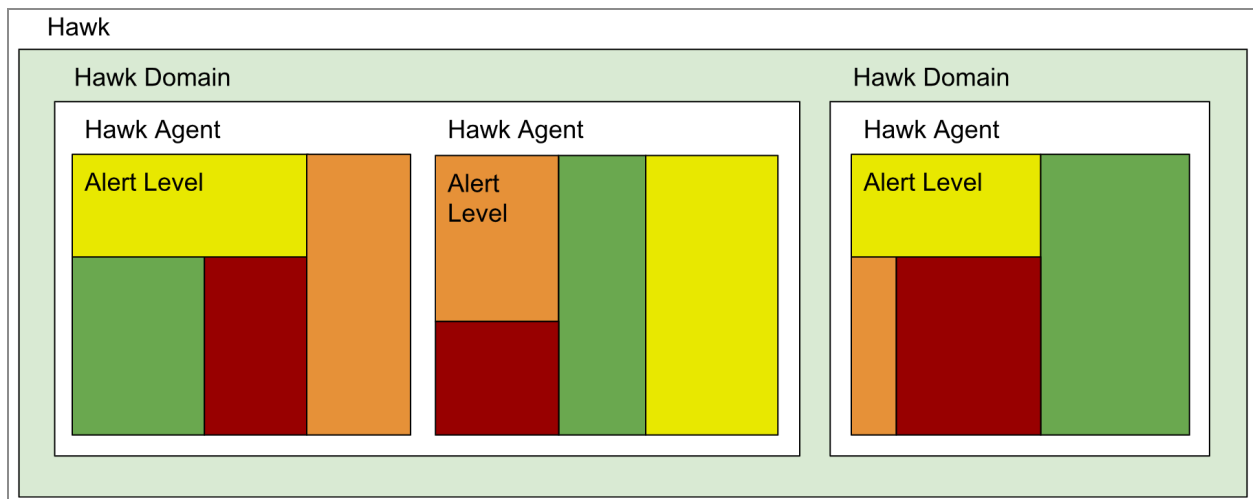 Hawk
Hawk Domain
Hawk Agent
Alert Level
Hawk Agent
Alert
Level
Hawk Domain
Hawk Agent
Alert Level